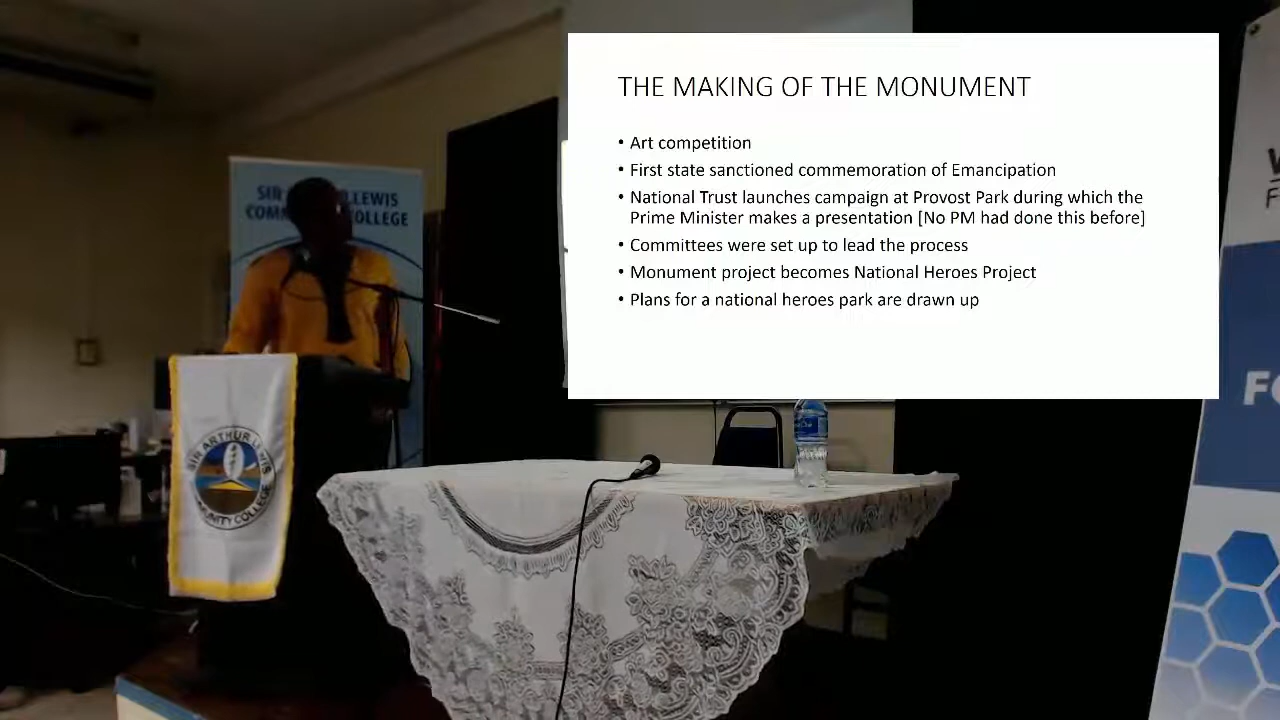 THE MAKING OF THE MONUMENT
• Art competition
• First state sanctioned commemoration of Emancipation
• National Trust launches campaign at Provost Park during which the
Prime Minister makes a presentation [No PM had done this before]
• Committees were set up to lead the process
• Monument project becomes National Heroes Project
• Plans for a national heroes park are drawn up
SIR LEWIS
COM COLLEGE
SIR ARTHUR LEWIS
COLLEGE